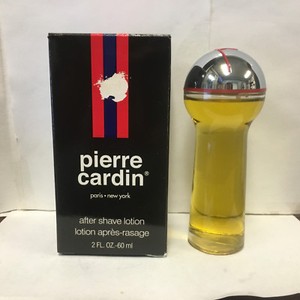 pierre
cardin®
paris • new york
after shave lotion
lotion après-rasage
2 FL. OZ.-60 ml